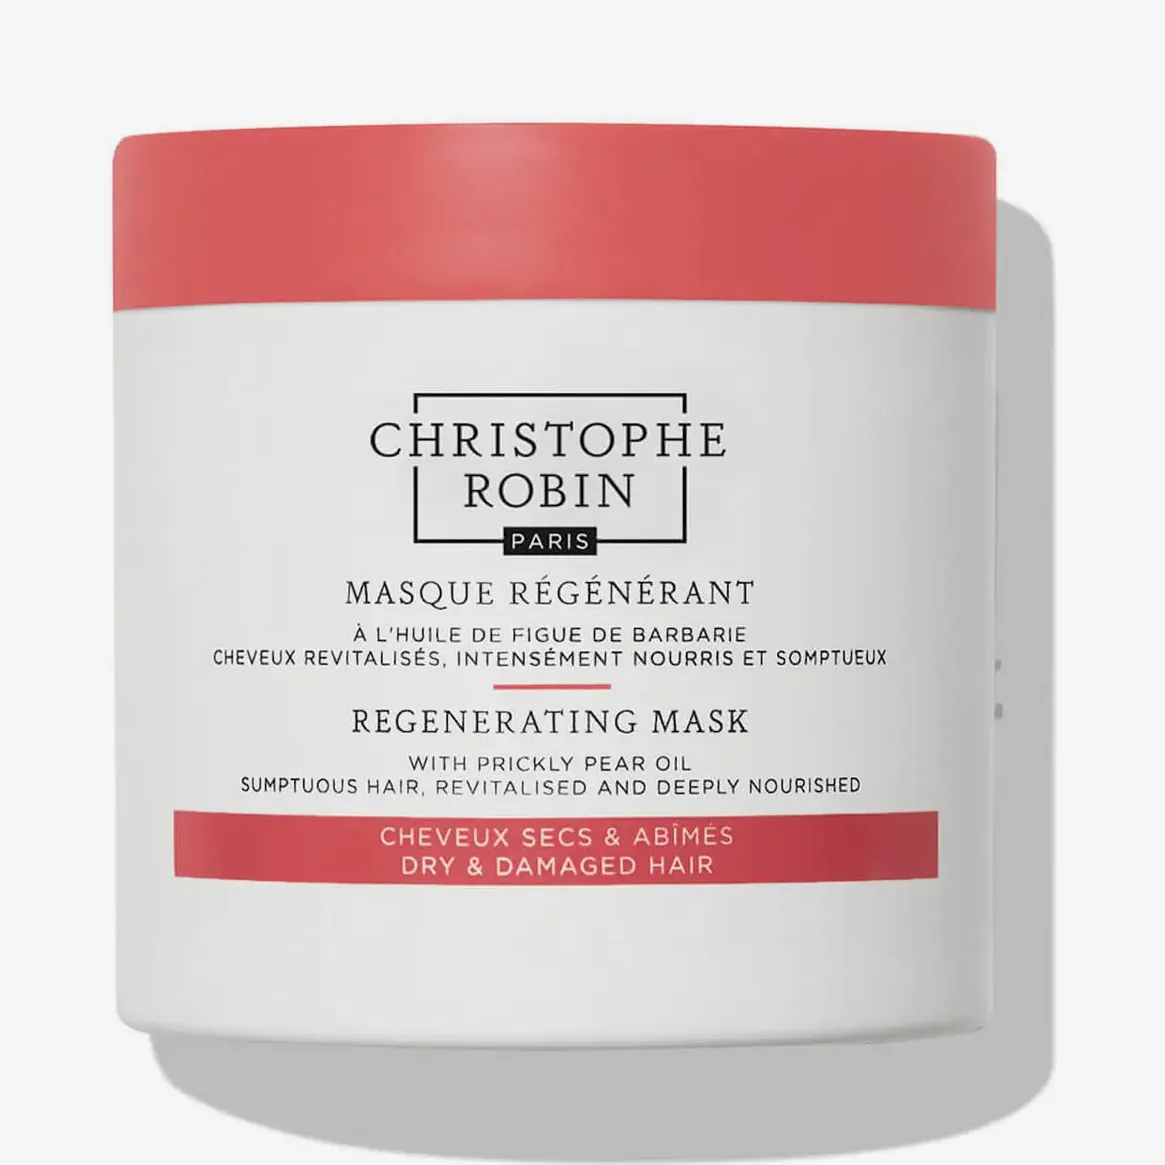 CHRISTOPHE
ROBIN
PARIS
MASQUE RÉGÉNÉRANT
À L'HUILE DE FIGUE DE BARBARIE
CHEVEUX REVITALISÉS, INTENSÉMENT NOURRIS ET SOMPTUEUX
REGENERATING MASK
WITH PRICKLY PEAR OIL
SUMPTUOUS HAIR, REVITALISED AND DEEPLY NOURISHED
CHEVEUX SECS & ABÎMÉS
DRY & DAMAGED HAIR